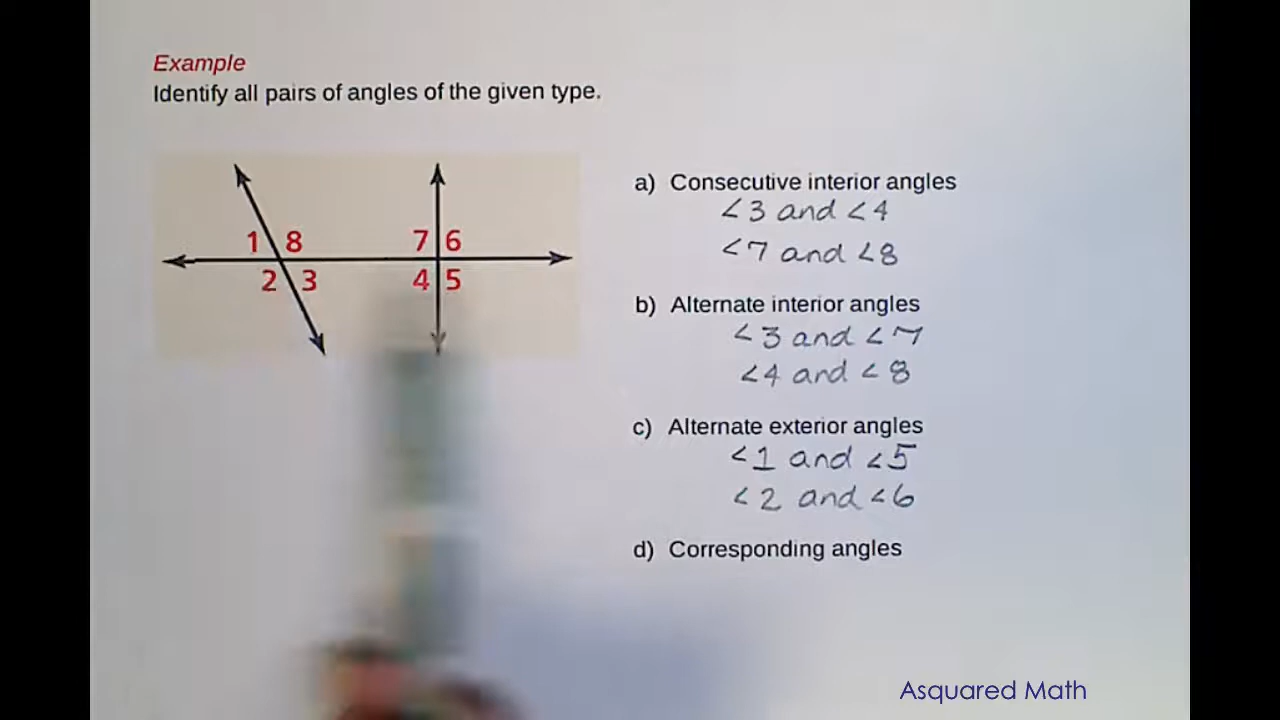 Example
Identify all pairs of angles of the given type.
1 8
2 3
7 6
4 5
a) Consecutive interior angles
∠3 and ∠4
∠7 and ∠8
b) Alternate interior angles
∠3 and ∠7
∠4 and ∠8
c) Alternate exterior angles
∠1 and ∠5
∠2 and ∠6
d) Corresponding angles
Asquared Math